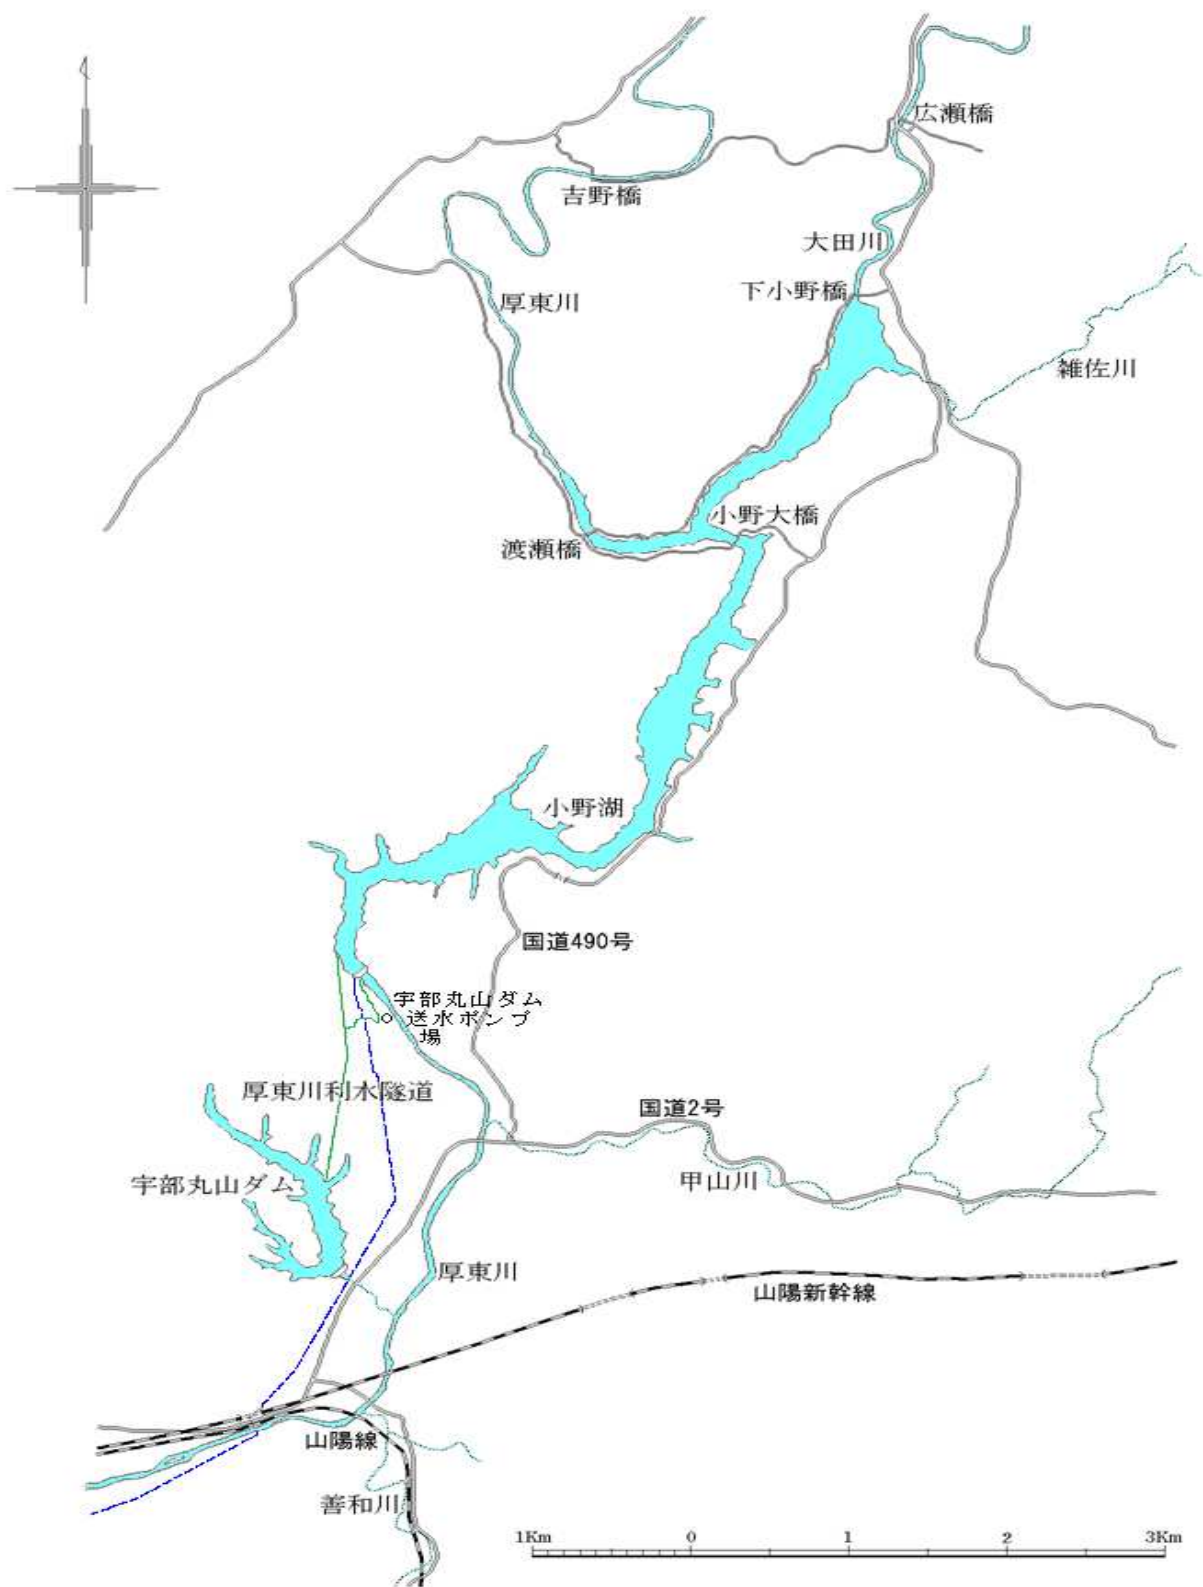 広瀬橋
吉野橋
大田川
下小野橋
厚東川
雑佐川
小野大橋
渡瀬橋
小野湖
国道490号
宇部丸山ダム
送水ポンプ
場
厚東川利水隧道
国道2号
宇部丸山ダム
甲山川
厚東川
山陽新幹線
山陽線
善和川
1Km 0 1 2 3Km